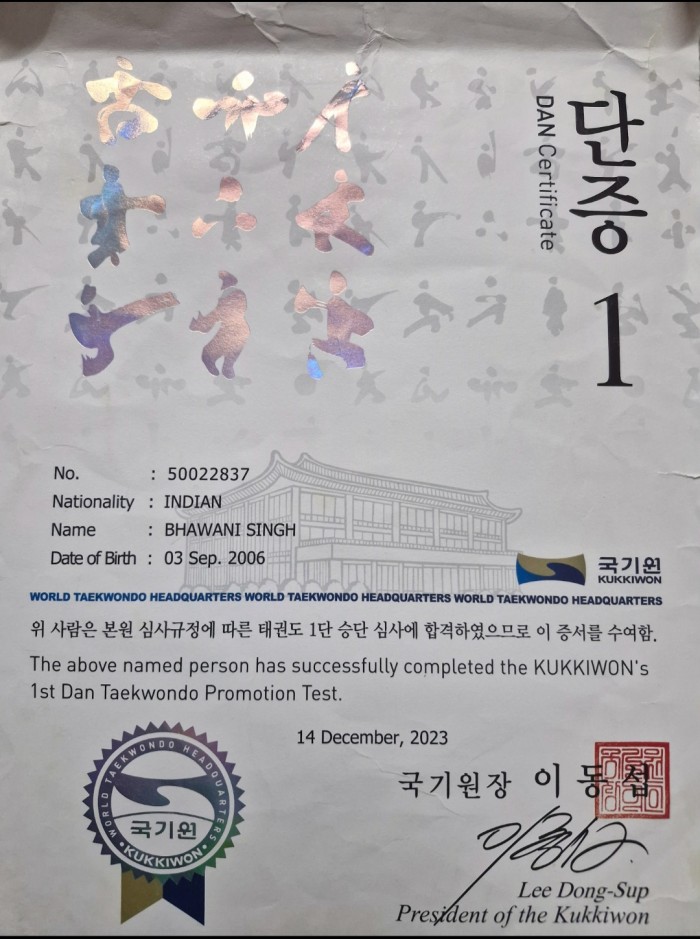 단증
DAN Certificate
1
No. : 50022837
Nationality : INDIAN
Name : BHAWANI SINGH
Date of Birth : 03 Sep. 2006
국기원
KUKKIWON
WORLD TAEKWONDO HEADQUARTERS WORLD TAEKWONDO HEADQUARTERS WORLD TAEKWONDO HEADQUARTERS
위 사람은 본원 심사규정에 따른 태권도 1단 승단 심사에 합격하였으므로 이 증서를 수여함.
The above named person has successfully completed the KUKKIWON's
1st Dan Taekwondo Promotion Test.
14 December, 2023
WORLD TAEKWONDO HEADQUARTERS
국기원
·KUKKIWON·
국기원장 이동섭
Lee Dong-Sup
President of the Kukkiwon